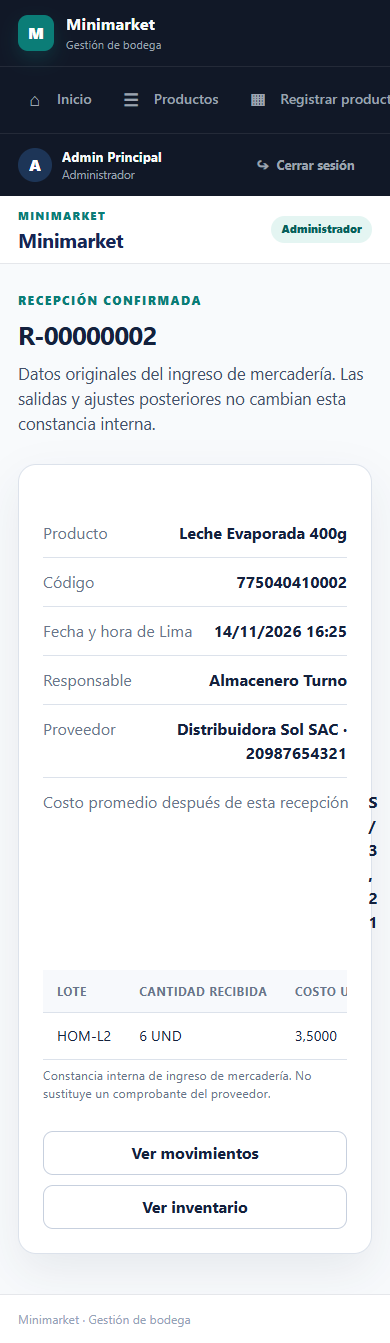 M
Minimarket
Gestión de bodega
Inicio
Productos
Registrar product
A
Admin Principal
Administrador
Cerrar sesión
MINIMARKET
Minimarket
Administrador
RECEPCIÓN CONFIRMADA
R-00000002
Datos originales del ingreso de mercadería. Las
salidas y ajustes posteriores no cambian esta
constancia interna.
Producto Leche Evaporada 400g
Código 775040410002
Fecha y hora de Lima 14/11/2026 16:25
Responsable Almacenero Turno
Proveedor Distribuidora Sol SAC ·
20987654321
Costo promedio después de esta recepción S
/
3
,
2
1
LOTE CANTIDAD RECIBIDA COSTO U
HOM-L2 6 UND 3,5000
Constancia interna de ingreso de mercadería. No
sustituye un comprobante del proveedor.
Ver movimientos
Ver inventario
Minimarket · Gestión de bodega